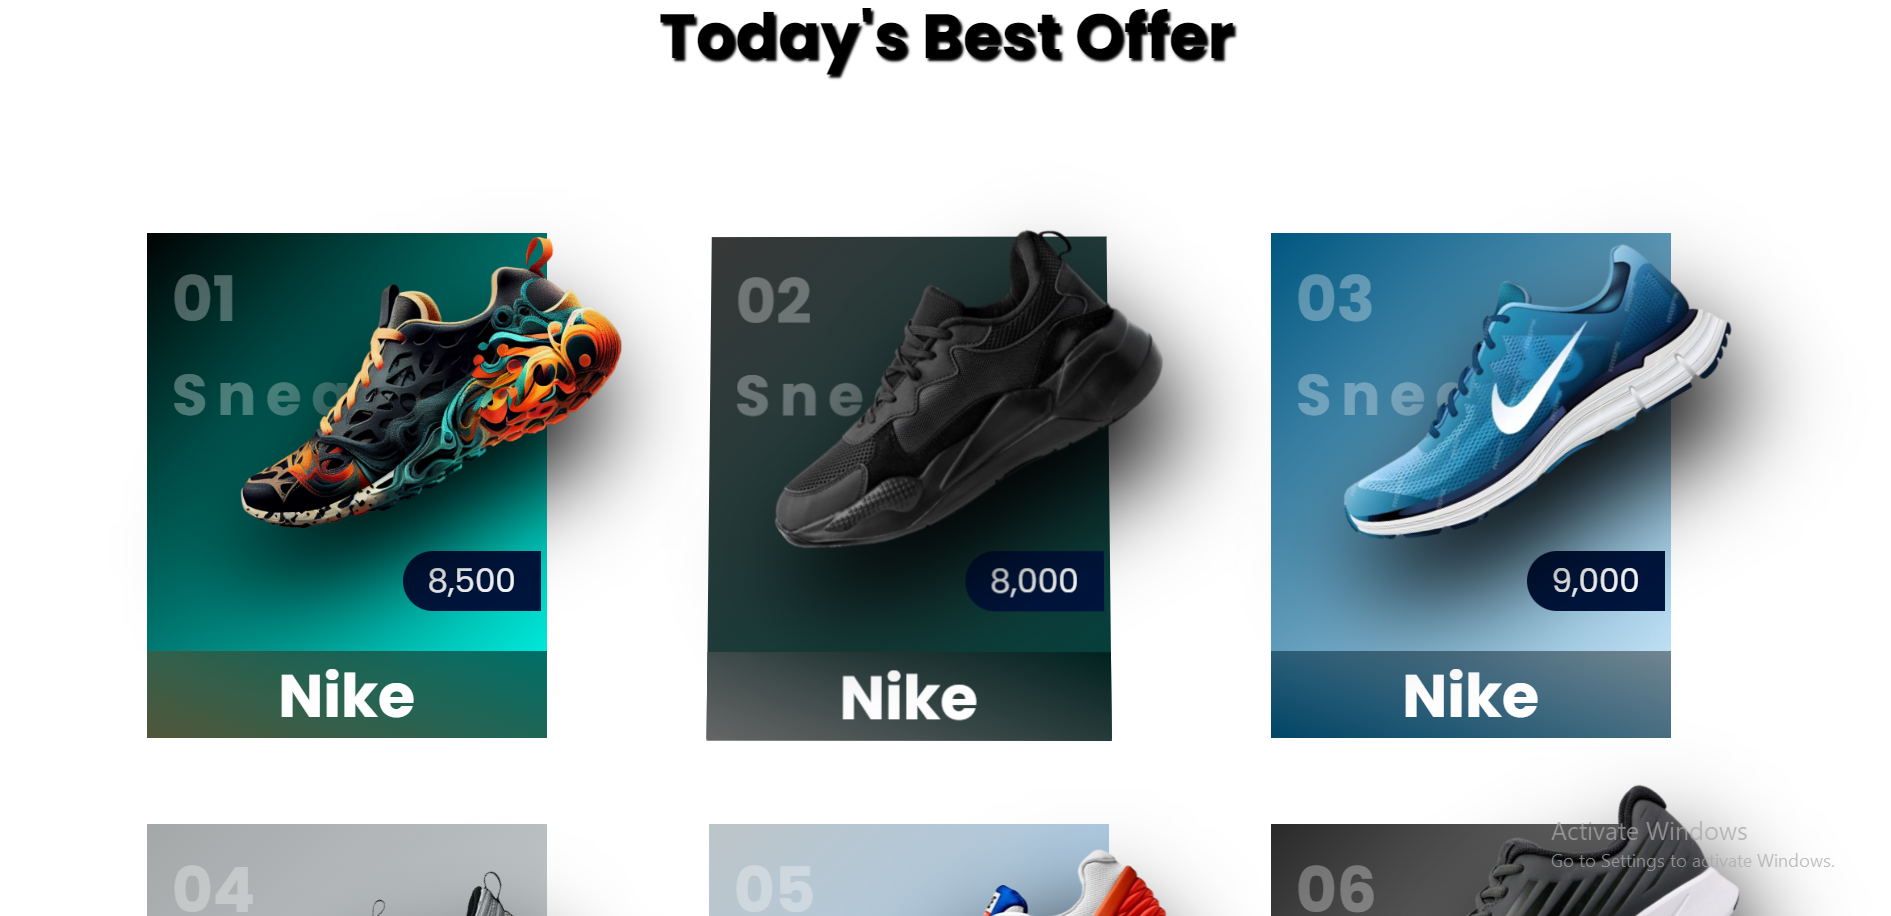 Today's Best Offer
01
Snea
8,500
Nike
02
Sne
8,000
Nike
03
Sne
9,000
Nike
04
05
06
Activate Windows
Go to Settings to activate Windows.